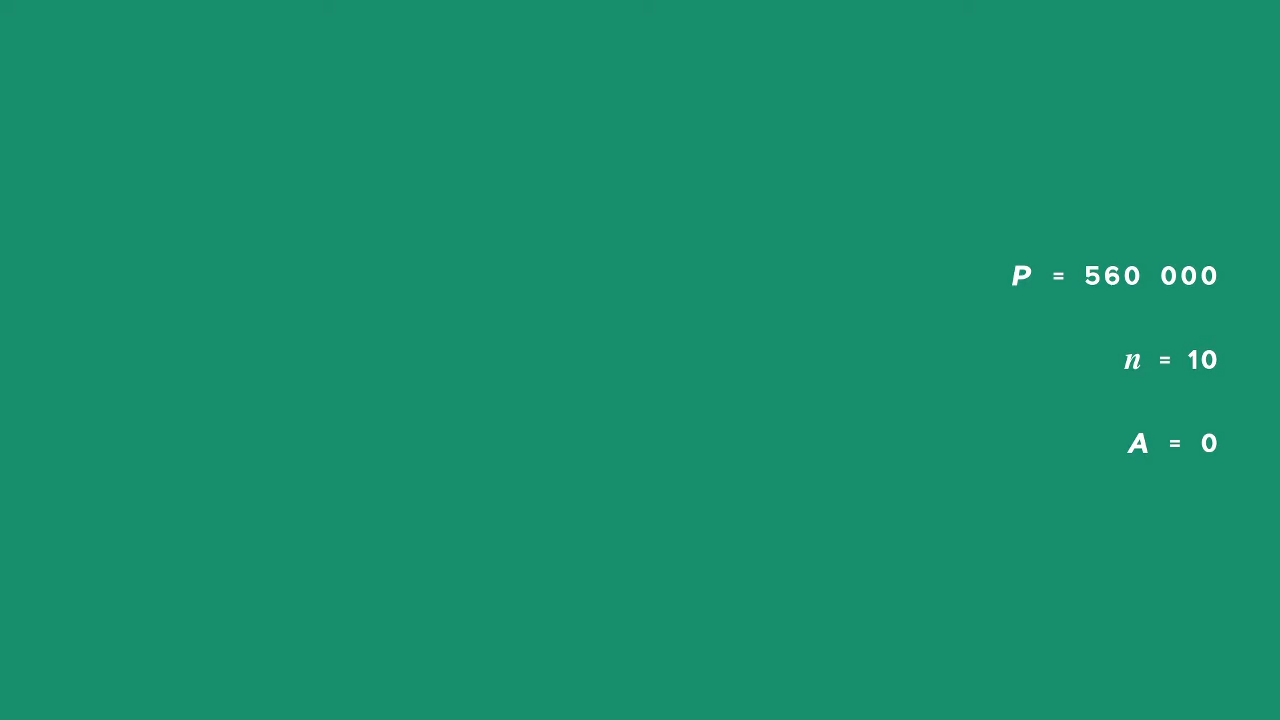 P = 560 000
n = 10
A = 0